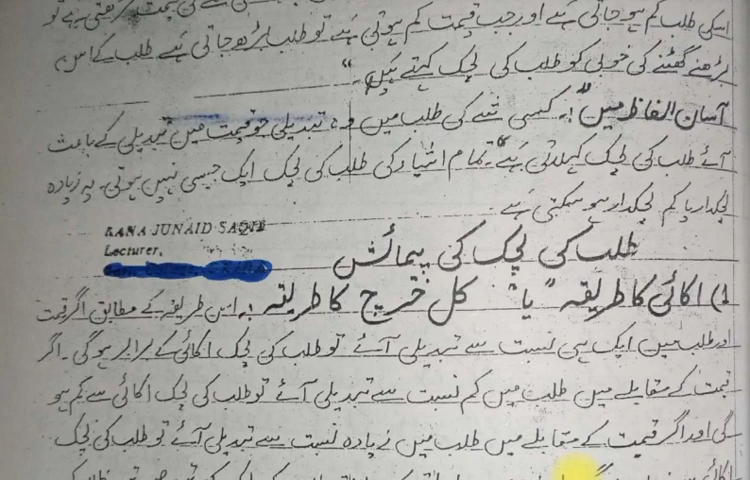 اسکی طلب کم ہو جاتی ہے اور جب قیمت کم ہوتی ہے تو طلب بڑھ جاتی ہے طلب کے اس
بڑھنے گھٹنے کی خوبی کو طلب کی لچک کہتے ہیں۔"
آسان الفاظ میں :۔ کسی شئے کی طلب میں وہ تبدیلی جو قیمت میں تبدیلی کے باعث
آئے طلب کی لچک کہلاتی ہے"۔ تمام اشیاء کی طلب کی لچک ایک جیسی نہیں ہوتی۔ یہ زیادہ
لچکدار یا کم لچکدار ہو سکتی ہے
RANA JUNAID SAQIB
Lecturer,
طلب کی لچک کی پیمائش
1) اکائی کا طریقہ "یا" کل خرچ کا طریقہ :۔ اس طریقہ کے مطابق اگر قیمت
اور طلب میں ایک ہی نسبت سے تبدیلی آئے تو طلب کی لچک اکائی کے برابر ہوگی۔ اگر
قیمت کے مقابلے میں طلب میں کم نسبت سے تبدیلی آئے تو طلب کی لچک اکائی سے کم ہو
گی اور اگر قیمت کے مقابلے میں طلب میں زیادہ نسبت سے تبدیلی آئے تو طلب کی لچک